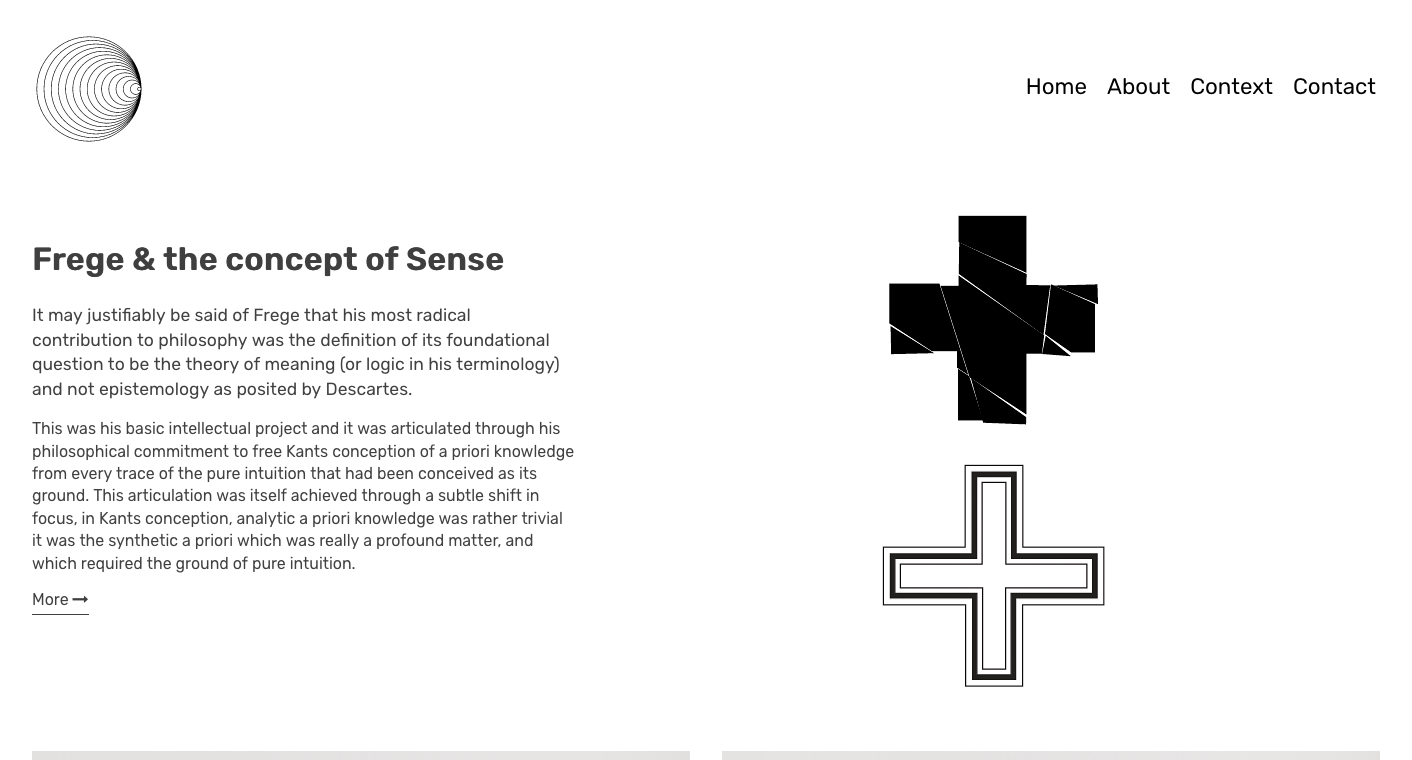 Home About Context Contact
Frege & the concept of Sense
It may justifiably be said of Frege that his most radical
contribution to philosophy was the definition of its foundational
question to be the theory of meaning (or logic in his terminology)
and not epistemology as posited by Descartes.
This was his basic intellectual project and it was articulated through his
philosophical commitment to free Kants conception of a priori knowledge
from every trace of the pure intuition that had been conceived as its
ground. This articulation was itself achieved through a subtle shift in
focus, in Kants conception, analytic a priori knowledge was rather trivial
it was the synthetic a priori which was really a profound matter, and
which required the ground of pure intuition.
More